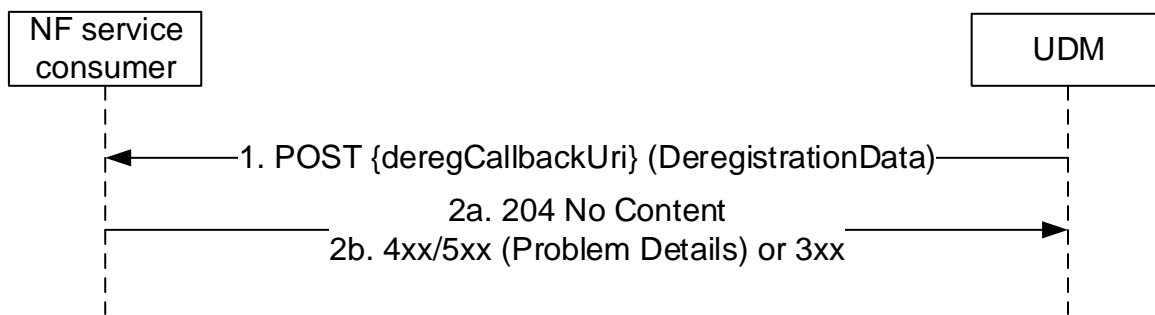 NF service
consumer
UDM
1. POST {deregCallbackUri} (DeregistrationData)
2a. 204 No Content
2b. 4xx/5xx (Problem Details) or 3xx